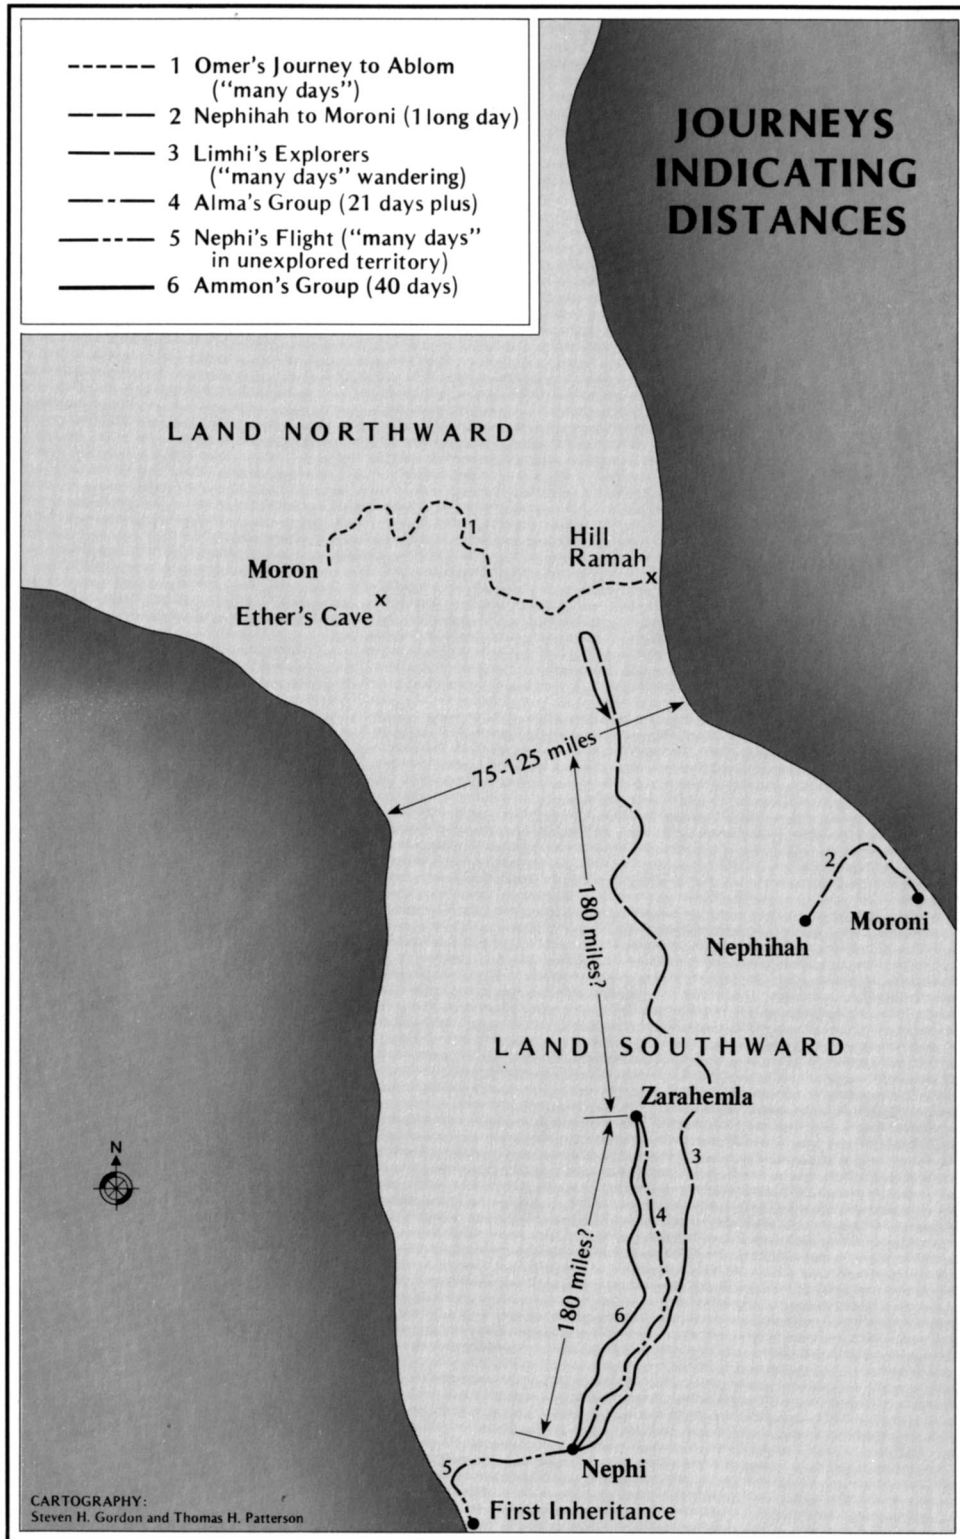 1 Omer's Journey to Ablom
("many days")
2 Nephihah to Moroni (1 long day)
3 Limhi's Explorers
("many days" wandering)
4 Alma's Group (21 days plus)
5 Nephi's Flight ("many days"
in unexplored territory)
6 Ammon's Group (40 days)
JOURNEYS
INDICATING
DISTANCES
LAND NORTHWARD
1
Hill
Ramah
x
Moron
x
Ether's Cave
75-125 miles
2
Moroni
Nephihah
180 miles?
LAND SOUTHWARD
Zarahemla
N
3
4
180 miles?
6
5
Nephi
First Inheritance
CARTOGRAPHY:
Steven H. Gordon and Thomas H. Patterson